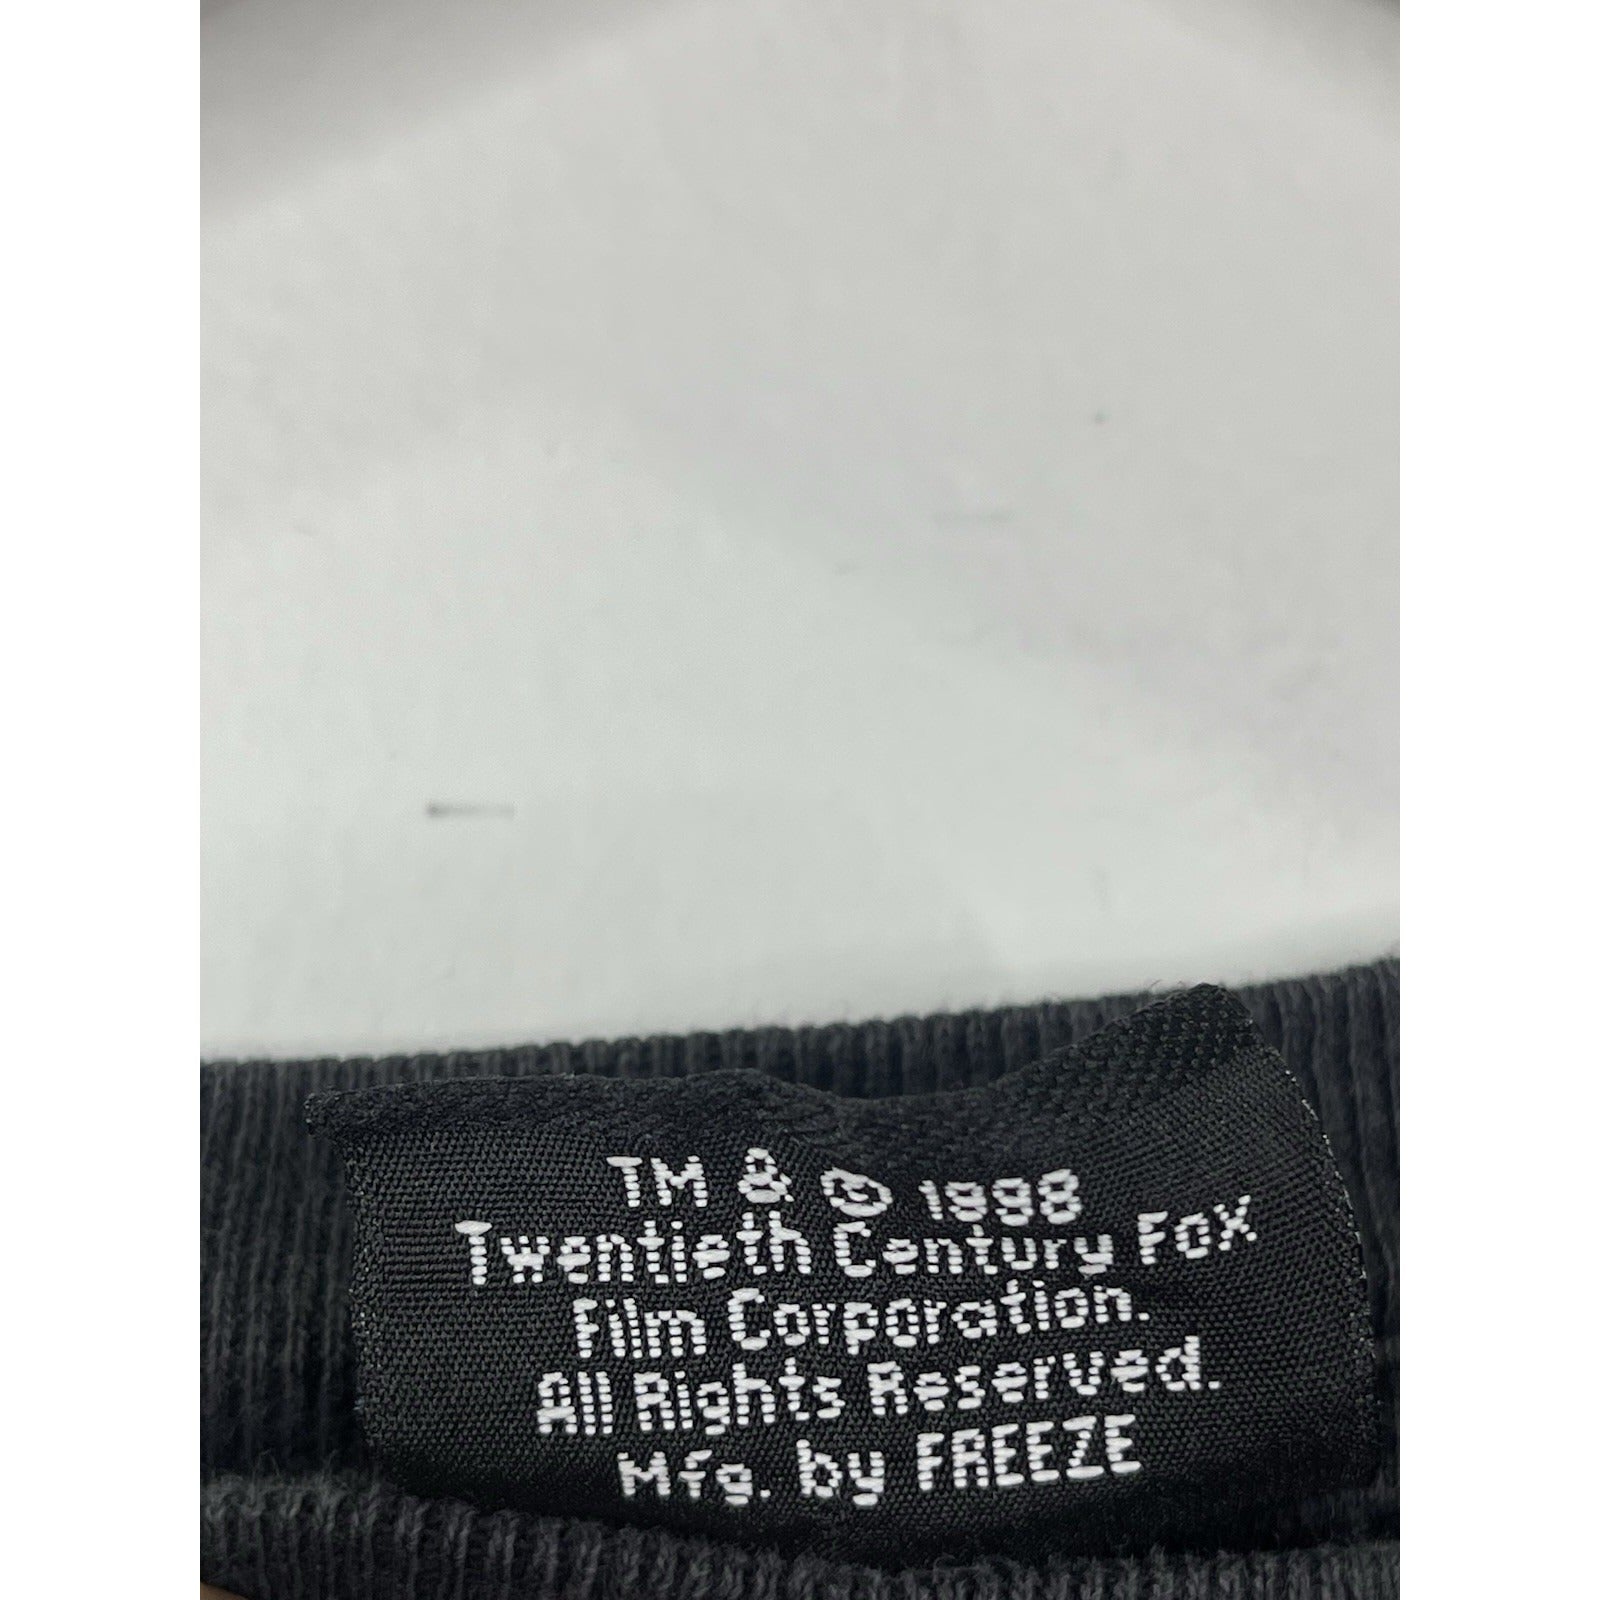 TM & © 1998
Twentieth Century Fox
Film Corporation.
All Rights Reserved.
Mfg. by FREEZE